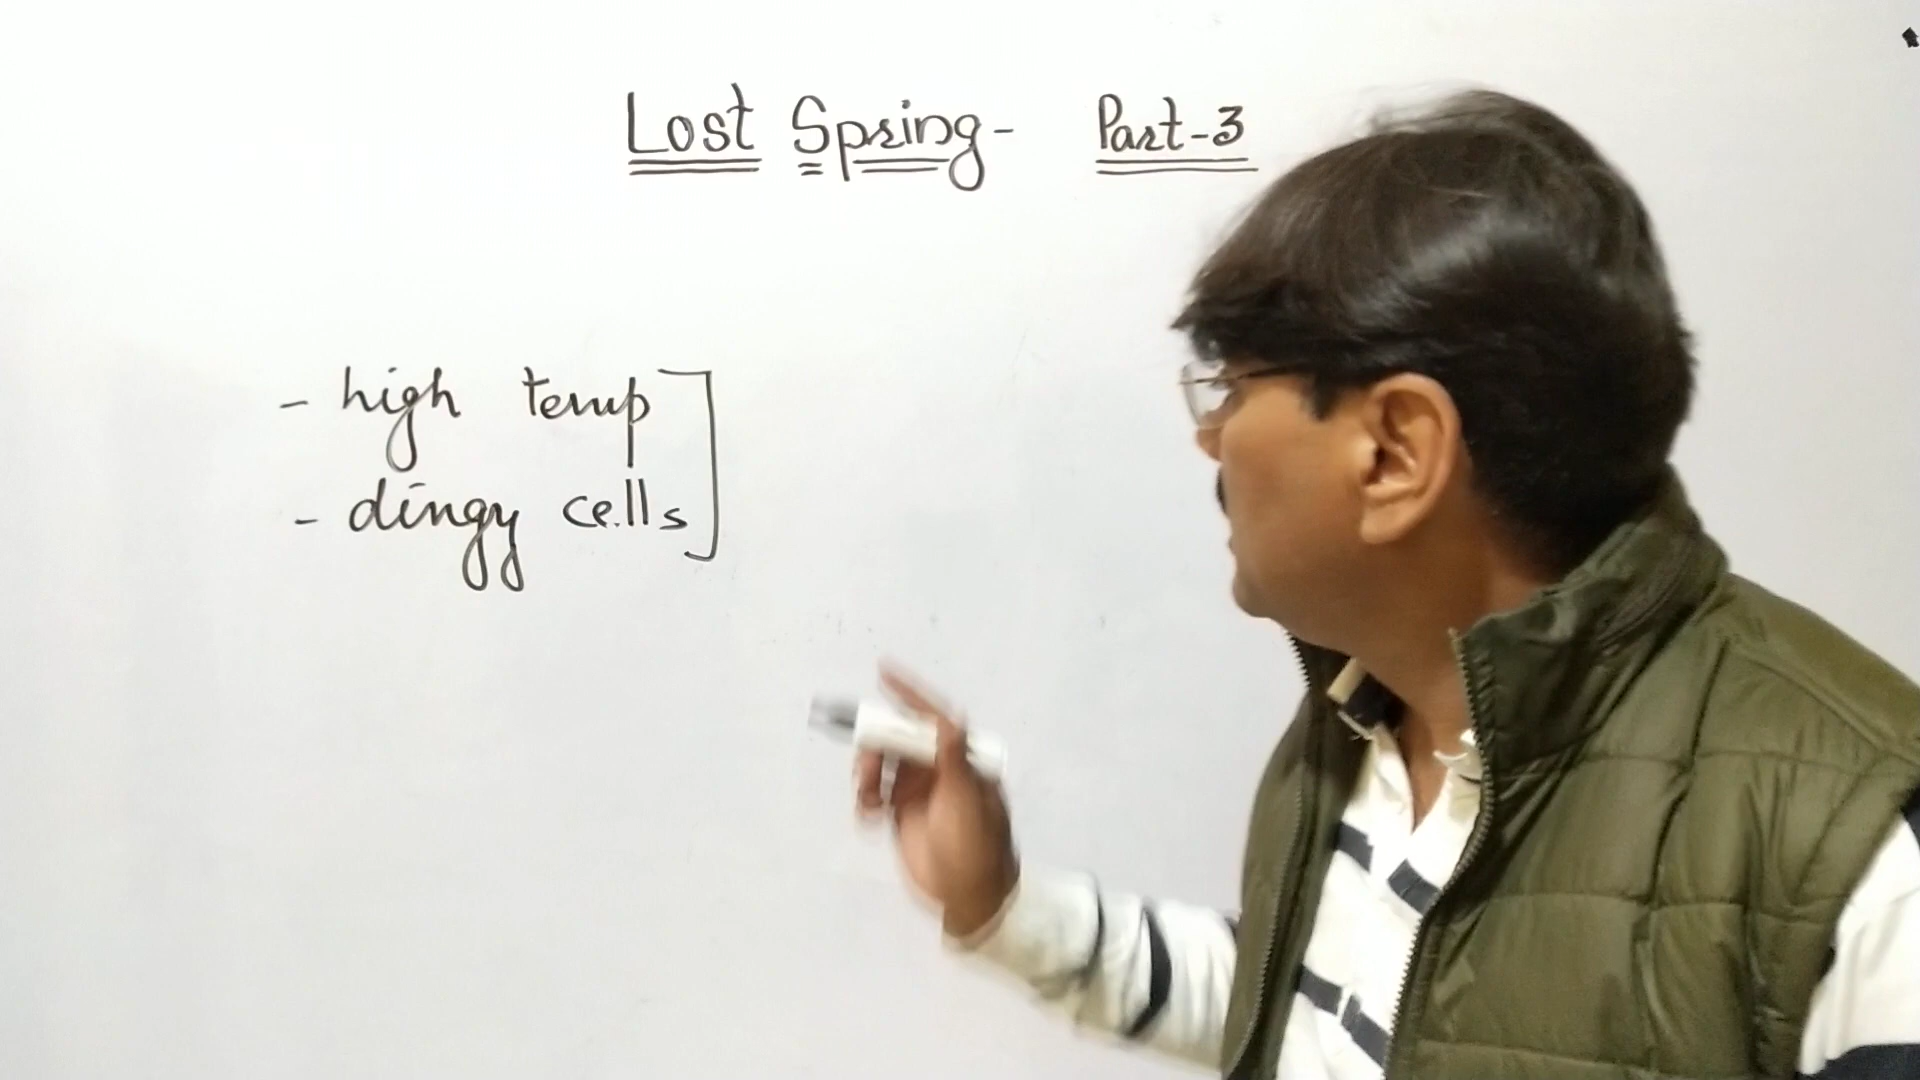 Lost Spring - Part-3
- high temp
- dingy cells